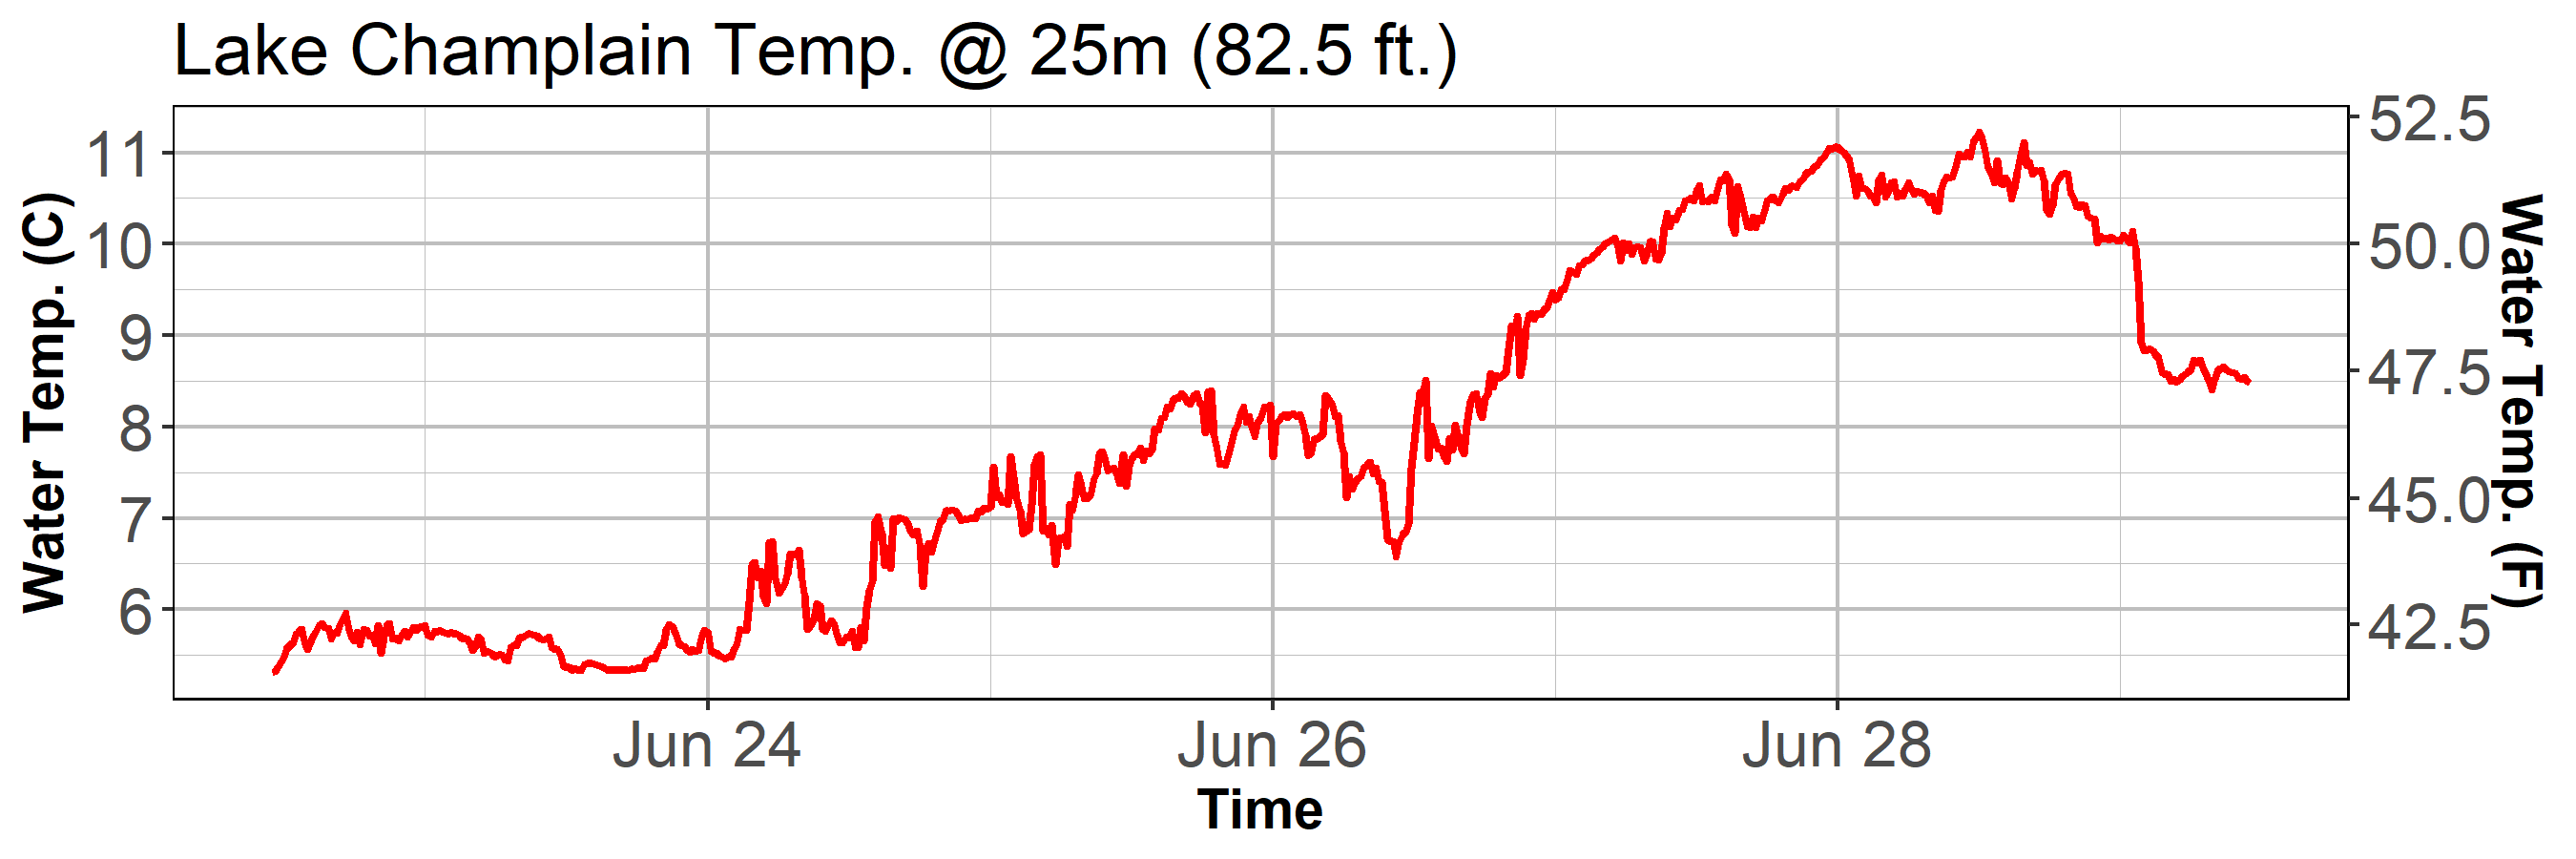 Lake Champlain Temp. @ 25m (82.5 ft.)
Water Temp. (C)
11
10
9
8
7
6
52.5
50.0
47.5
45.0
42.5
Water Temp. (F)
Jun 24
Jun 26
Jun 28
Time